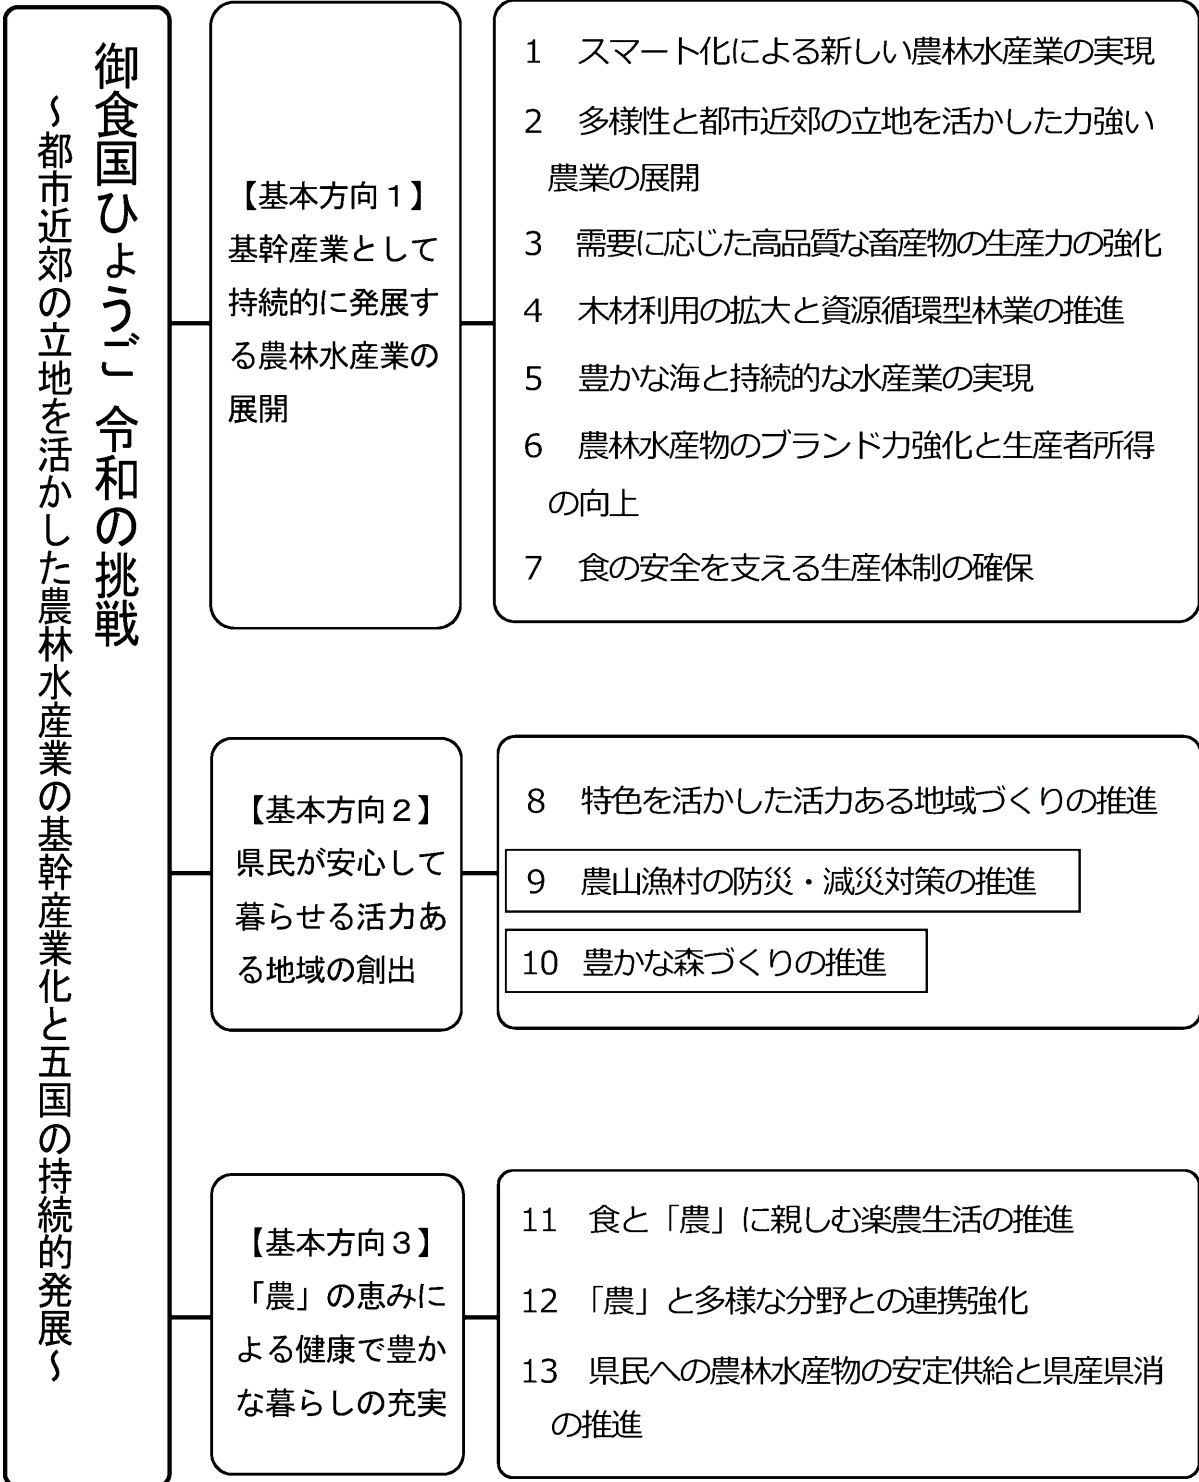 御食国ひょうご 令和の挑戦
～都市近郊の立地を活かした農林水産業の基幹産業化と五国の持続的発展～
【基本方向１】
基幹産業として
持続的に発展す
る農林水産業の
展開
1 スマート化による新しい農林水産業の実現
2 多様性と都市近郊の立地を活かした力強い
農業の展開
3 需要に応じた高品質な畜産物の生産力の強化
4 木材利用の拡大と資源循環型林業の推進
5 豊かな海と持続的な水産業の実現
6 農林水産物のブランド力強化と生産者所得
の向上
7 食の安全を支える生産体制の確保
【基本方向２】
県民が安心して
暮らせる活力あ
る地域の創出
8 特色を活かした活力ある地域づくりの推進
9 農山漁村の防災・減災対策の推進
10 豊かな森づくりの推進
【基本方向３】
「農」の恵みに
よる健康で豊か
な暮らしの充実
11 食と「農」に親しむ楽農生活の推進
12 「農」と多様な分野との連携強化
13 県民への農林水産物の安定供給と県産県消
の推進